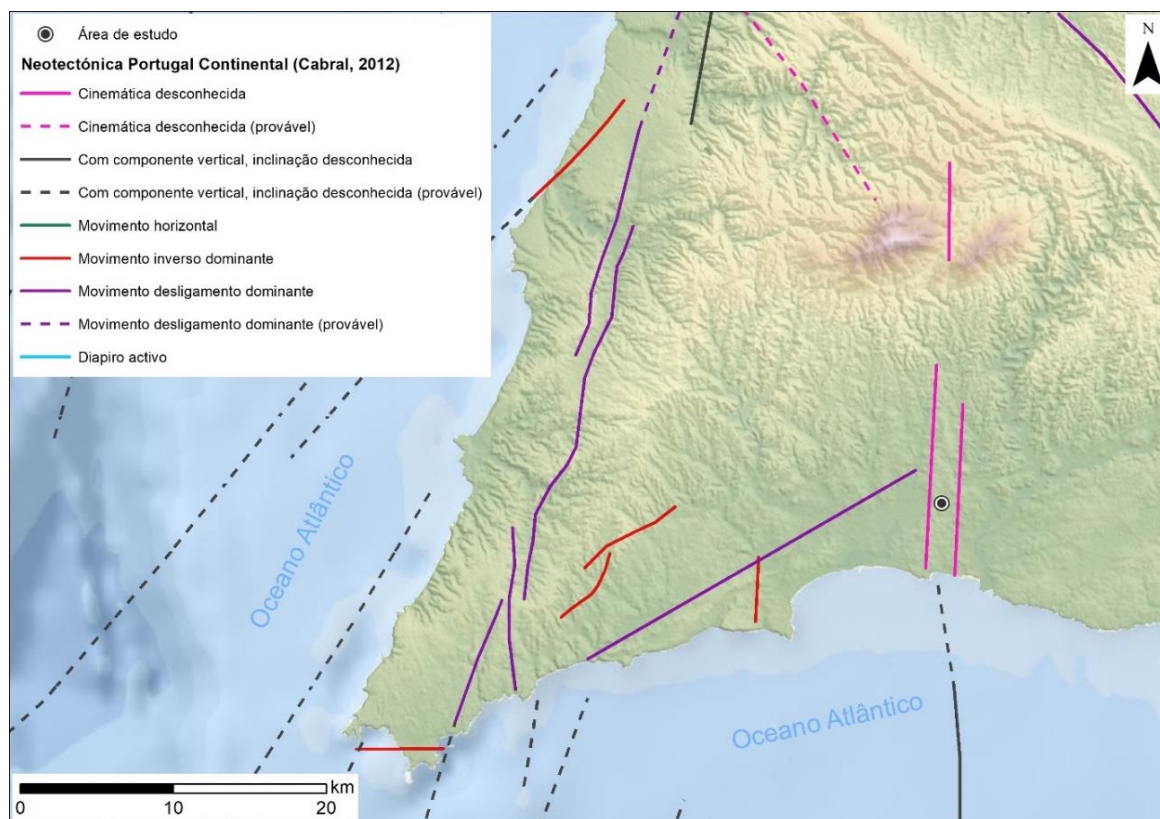 Área de estudo
Neotectónica Portugal Continental (Cabral, 2012)
Cinemática desconhecida
Cinemática desconhecida (provável)
Com componente vertical, inclinação desconhecida
Com componente vertical, inclinação desconhecida (provável)
Movimento horizontal
Movimento inverso dominante
Movimento desligamento dominante
Movimento desligamento dominante (provável)
Diapiro activo
N
Oceano Atlântico
Oceano Atlântico
km
0 10 20